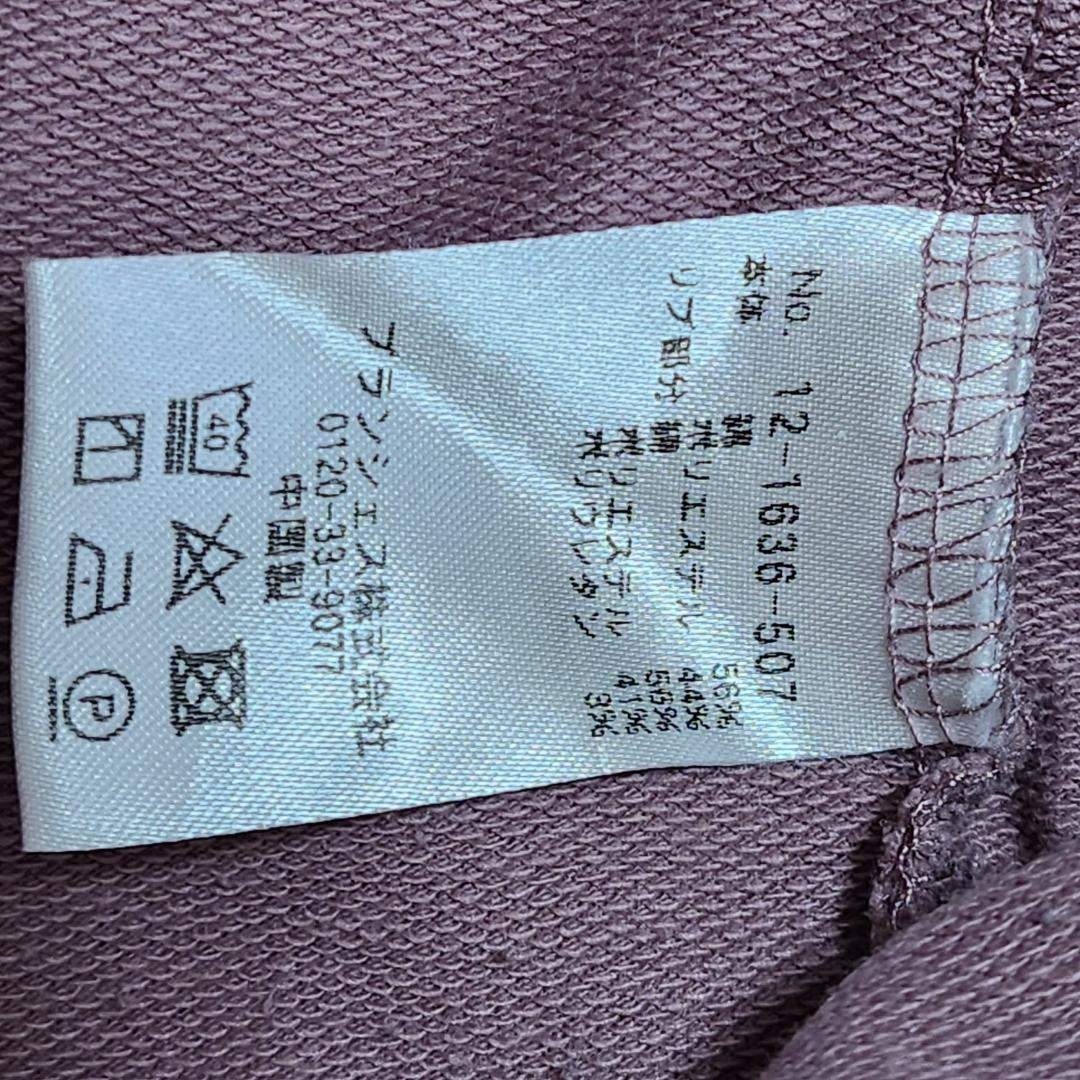 No. 12-1636-507
本体 綿 56%
ポリエステル 44%
リブ部分 綿 56%
ポリエステル 41%
ポリウレタン 3%
ブランシェス株式会社
0120-33-9077
中国製
40
P